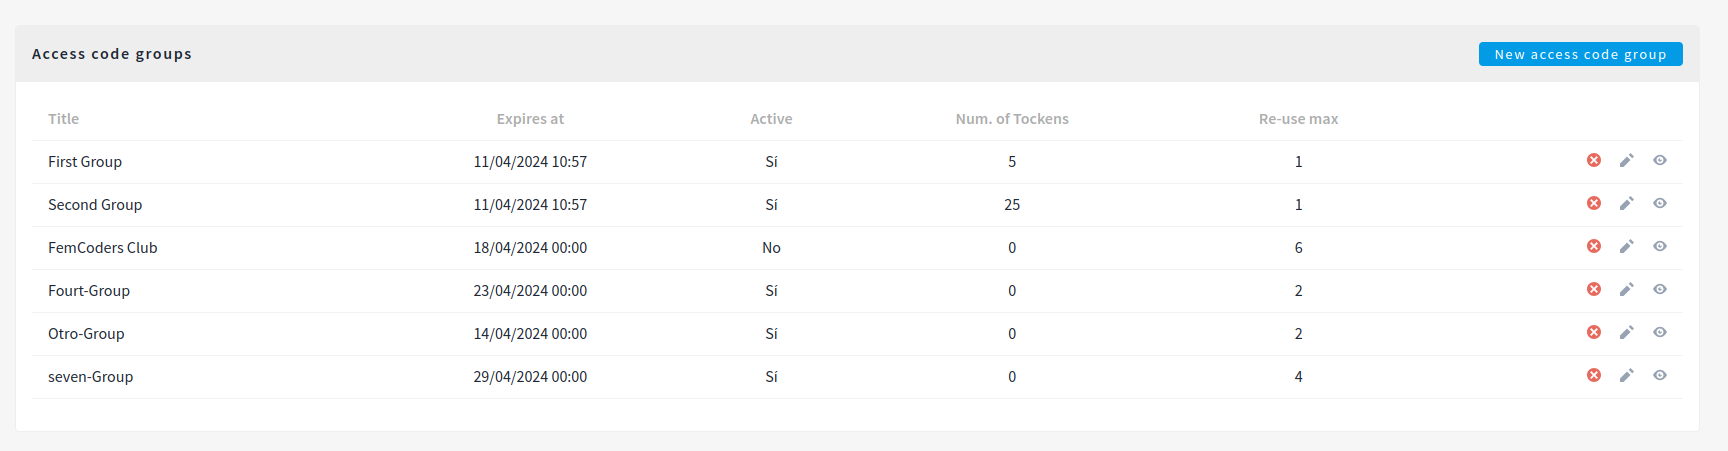 Access code groups New access code group
Title Expires at Active Num. of Tockens Re-use max
First Group 11/04/2024 10:57 Sí 5 1
Second Group 11/04/2024 10:57 Sí 25 1
FemCoders Club 18/04/2024 00:00 No 0 6
Fourt-Group 23/04/2024 00:00 Sí 0 2
Otro-Group 14/04/2024 00:00 Sí 0 2
seven-Group 29/04/2024 00:00 Sí 0 4